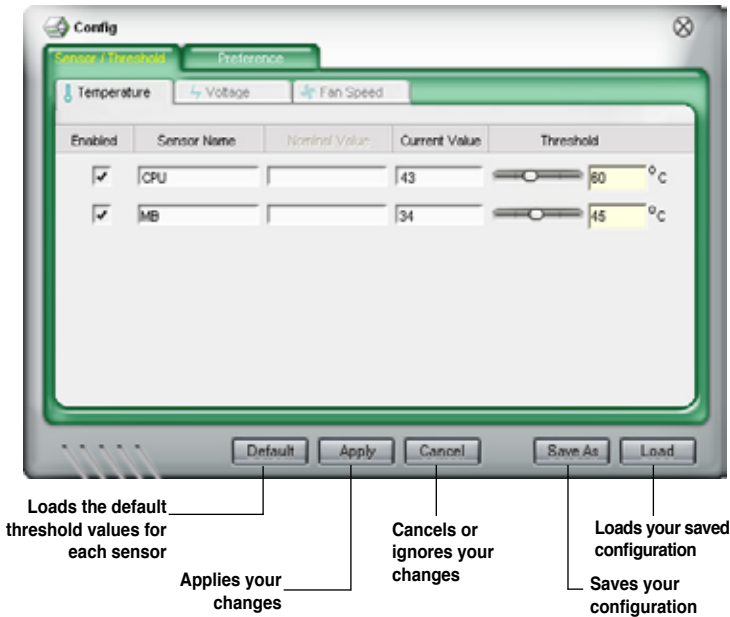 Config
Sensor / Threshold Preference
Temperature Voltage Fan Speed
Enabled Sensor Name Nominal Value Current Value Threshold
CPU 43 60 °C
MB 34 45 °C
Default Apply Cancel Save As Load
Loads the default
threshold values for
each sensor
Applies your
changes
Cancels or
ignores your
changes
Loads your saved
configuration
Saves your
configuration